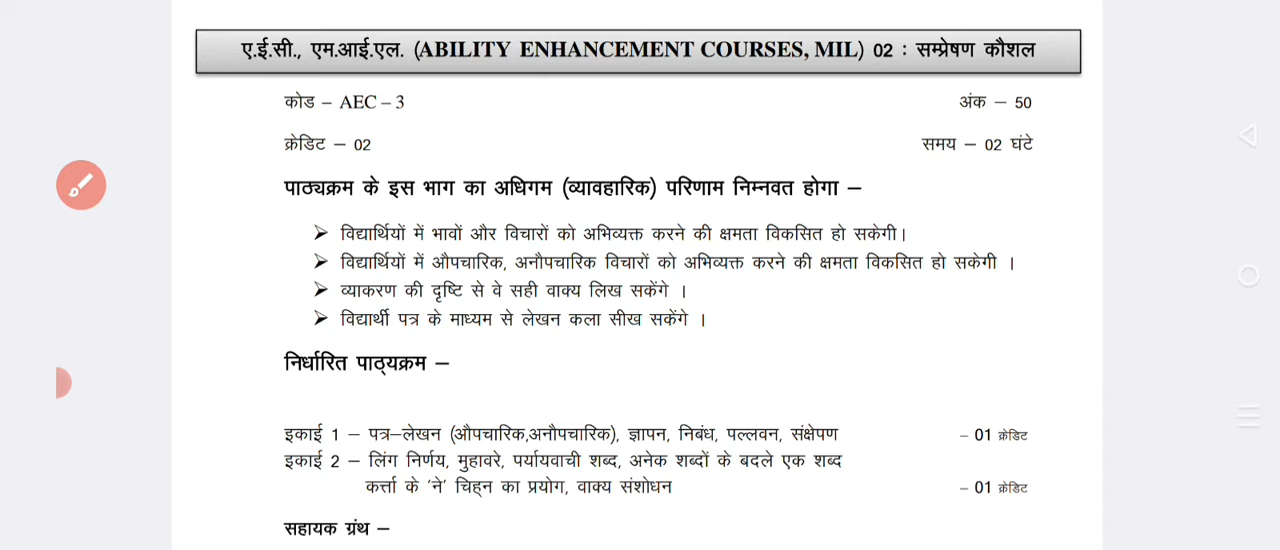 ए.ई.सी., एम.आई.एल. (ABILITY ENHANCEMENT COURSES, MIL) 02 : सम्प्रेषण कौशल
कोड – AEC – 3 अंक – 50
क्रेडिट – 02 समय – 02 घंटे
पाठ्यक्रम के इस भाग का अधिगम (व्यावहारिक) परिणाम निम्नवत होगा –
➢ विद्यार्थियों में भावों और विचारों को अभिव्यक्त करने की क्षमता विकसित हो सकेगी।
➢ विद्यार्थियों में औपचारिक, अनौपचारिक विचारों को अभिव्यक्त करने की क्षमता विकसित हो सकेगी ।
➢ व्याकरण की दृष्टि से वे सही वाक्य लिख सकेंगे ।
➢ विद्यार्थी पत्र के माध्यम से लेखन कला सीख सकेंगे ।
निर्धारित पाठ्यक्रम –
इकाई 1 – पत्र–लेखन (औपचारिक,अनौपचारिक), ज्ञापन, निबंध, पल्लवन, संक्षेपण – 01 क्रेडिट
इकाई 2 – लिंग निर्णय, मुहावरे, पर्यायवाची शब्द, अनेक शब्दों के बदले एक शब्द
कर्त्ता के 'ने' चिह्न का प्रयोग, वाक्य संशोधन – 01 क्रेडिट
सहायक ग्रंथ –